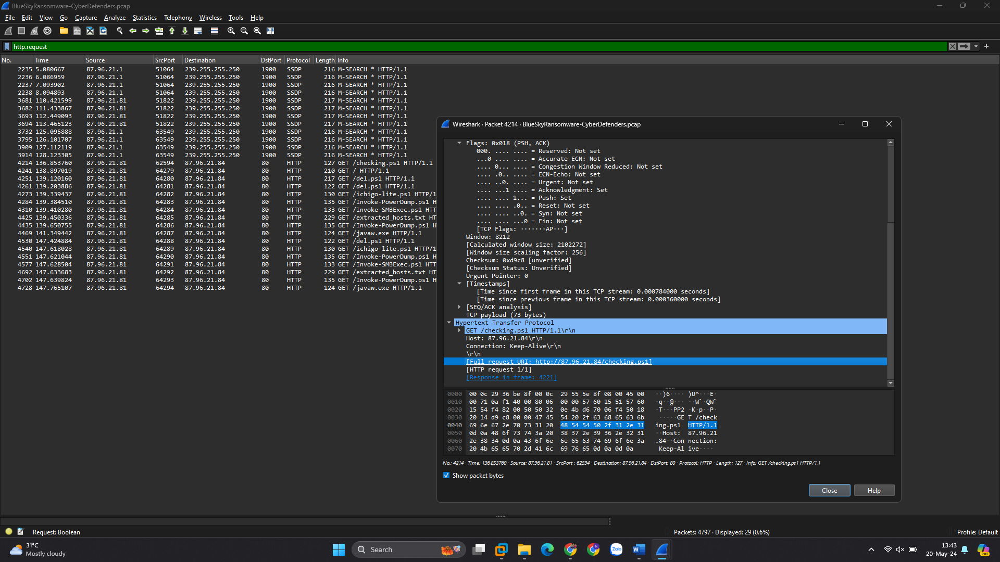 BlueSkyRansomware-CyberDefenders.pcap
File Edit View Go Capture Analyze Statistics Telephony Wireless Tools Help
http.request
No. Time Source SrcPort Destination DstPort Protocol Length Info
2235 5.080667 87.96.21.1 51064 239.255.255.250 1900 SSDP 216 M-SEARCH * HTTP/1.1
2236 6.086959 87.96.21.1 51064 239.255.255.250 1900 SSDP 216 M-SEARCH * HTTP/1.1
2237 7.093902 87.96.21.1 51064 239.255.255.250 1900 SSDP 216 M-SEARCH * HTTP/1.1
2238 8.094893 87.96.21.1 51064 239.255.255.250 1900 SSDP 216 M-SEARCH * HTTP/1.1
3681 110.421599 87.96.21.81 51822 239.255.255.250 1900 SSDP 217 M-SEARCH * HTTP/1.1
3682 111.433867 87.96.21.81 51822 239.255.255.250 1900 SSDP 217 M-SEARCH * HTTP/1.1
3693 112.449093 87.96.21.81 51822 239.255.255.250 1900 SSDP 217 M-SEARCH * HTTP/1.1
3694 113.465123 87.96.21.81 51822 239.255.255.250 1900 SSDP 217 M-SEARCH * HTTP/1.1
3732 125.095888 87.96.21.1 63549 239.255.255.250 1900 SSDP 216 M-SEARCH * HTTP/1.1
3795 126.101707 87.96.21.1 63549 239.255.255.250 1900 SSDP 216 M-SEARCH * HTTP/1.1
3909 127.112119 87.96.21.1 63549 239.255.255.250 1900 SSDP 216 M-SEARCH * HTTP/1.1
3914 128.123305 87.96.21.1 63549 239.255.255.250 1900 SSDP 216 M-SEARCH * HTTP/1.1
4214 136.853760 87.96.21.81 62594 87.96.21.84 80 HTTP 127 GET /checking.ps1 HTTP/1.1
4241 138.897019 87.96.21.81 64279 87.96.21.84 80 HTTP 210 GET / HTTP/1.1
4251 139.120160 87.96.21.81 64280 87.96.21.84 80 HTTP 217 GET /del.ps1 HTTP/1.1
4261 139.203886 87.96.21.81 64281 87.96.21.84 80 HTTP 122 GET /del.ps1 HTTP/1.1
4273 139.339437 87.96.21.81 64282 87.96.21.84 80 HTTP 130 GET /ichigo-lite.ps1 HTTP/1
4284 139.384510 87.96.21.81 64283 87.96.21.84 80 HTTP 135 GET /Invoke-PowerDump.ps1 H
4310 139.410280 87.96.21.81 64284 87.96.21.84 80 HTTP 133 GET /Invoke-SMBExec.ps1 HTT
4425 139.450336 87.96.21.81 64285 87.96.21.84 80 HTTP 229 GET /extracted_hosts.txt HT
4435 139.650755 87.96.21.81 64286 87.96.21.84 80 HTTP 135 GET /Invoke-PowerDump.ps1 H
4469 141.349442 87.96.21.81 64287 87.96.21.84 80 HTTP 124 GET /javaw.exe HTTP/1.1
4530 147.424884 87.96.21.81 64288 87.96.21.84 80 HTTP 122 GET /del.ps1 HTTP/1.1
4540 147.618028 87.96.21.81 64289 87.96.21.84 80 HTTP 130 GET /ichigo-lite.ps1 HTTP/1
4551 147.621044 87.96.21.81 64290 87.96.21.84 80 HTTP 135 GET /Invoke-PowerDump.ps1 H
4577 147.628504 87.96.21.81 64291 87.96.21.84 80 HTTP 133 GET /Invoke-SMBExec.ps1 HTT
4692 147.633683 87.96.21.81 64292 87.96.21.84 80 HTTP 229 GET /extracted_hosts.txt HT
4702 147.639824 87.96.21.81 64293 87.96.21.84 80 HTTP 135 GET /Invoke-PowerDump.ps1 H
4728 147.765107 87.96.21.81 64294 87.96.21.84 80 HTTP 124 GET /javaw.exe HTTP/1.1
Wireshark · Packet 4214 · BlueSkyRansomware-CyberDefenders.pcap
Flags: 0x018 (PSH, ACK)
000. .... .... = Reserved: Not set
...0 .... .... = Accurate ECN: Not set
.... 0... .... = Congestion Window Reduced: Not set
.... .0.. .... = ECN-Echo: Not set
.... ..0. .... = Urgent: Not set
.... ...1 .... = Acknowledgment: Set
.... .... 1... = Push: Set
.... .... .0.. = Reset: Not set
.... .... ..0. = Syn: Not set
.... .... ...0 = Fin: Not set
[TCP Flags: ·······AP···]
Window: 8212
[Calculated window size: 2102272]
[Window size scaling factor: 256]
Checksum: 0xd9c8 [unverified]
[Checksum Status: Unverified]
Urgent Pointer: 0
[Timestamps]
[Time since first frame in this TCP stream: 0.000784000 seconds]
[Time since previous frame in this TCP stream: 0.000360000 seconds]
[SEQ/ACK analysis]
TCP payload (73 bytes)
Hypertext Transfer Protocol
GET /checking.ps1 HTTP/1.1\r\n
Host: 87.96.21.84\r\n
Connection: Keep-Alive\r\n
\r\n
[Full request URI: http://87.96.21.84/checking.ps1]
[HTTP request 1/1]
[Response in frame: 4221]
0000 00 0c 29 36 be 8f 00 0c 29 55 5e 8f 08 00 45 00 ··)6···· )U^···E·
0010 00 71 0a f1 40 00 80 06 00 00 57 60 15 51 57 60 ·q··@··· ··W`·QW`
0020 15 54 f4 82 00 50 50 32 0e 4b d6 70 06 f4 50 18 ·T···PP2 ·K·p··P·
0030 20 14 d9 c8 00 00 47 45 54 20 2f 63 68 65 63 6b ·····GE T /check
0040 69 6e 67 2e 70 73 31 20 48 54 54 50 2f 31 2e 31 ing.ps1 HTTP/1.1
0050 0d 0a 48 6f 73 74 3a 20 38 37 2e 39 36 2e 32 31 ··Host: 87.96.21
0060 2e 38 34 0d 0a 43 6f 6e 6e 65 63 74 69 6f 6e 3a .84··Con nection:
0070 20 4b 65 65 70 2d 41 6c 69 76 65 0d 0a 0d 0a Keep-Al ive····
No.: 4214 · Time: 136.853760 · Source: 87.96.21.81 · SrcPort : 62594 · Destination: 87.96.21.84 · DstPort: 80 · Protocol: HTTP · Length: 127 · Info: GET /checking.ps1 HTTP/1.1
Show packet bytes
Close Help
Request: Boolean
Packets: 4797 · Displayed: 29 (0.6%)
Profile: Default
31°C
Mostly cloudy
Search
Zalo
13:43
20-May-24
PRE